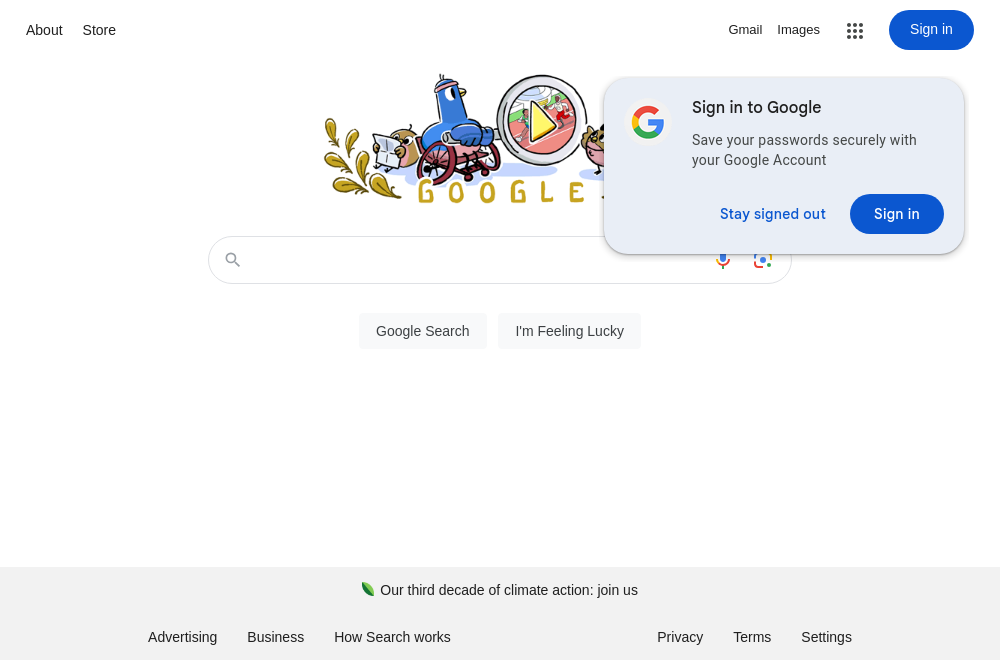 About Store
Gmail Images
Sign in
GOOGLE
Sign in to Google
Save your passwords securely with
your Google Account
Stay signed out
Sign in
Google Search
I'm Feeling Lucky
Our third decade of climate action: join us
Advertising Business How Search works
Privacy Terms Settings